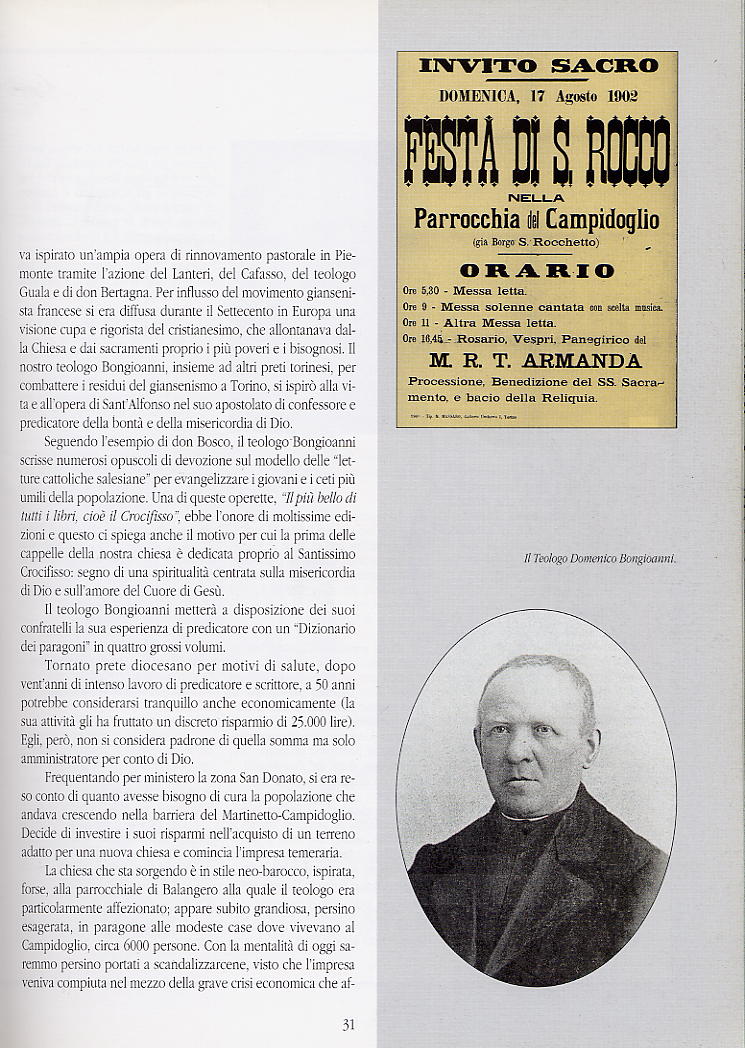 va ispirato un'ampia opera di rinnovamento pastorale in Pie-
monte tramite l'azione del Lanteri, del Cafasso, del teologo
Guala e di don Bertagna. Per influsso del movimento gianseni-
sta francese si era diffusa durante il Settecento in Europa una
visione cupa e rigorista del cristianesimo, che allontanava dal-
la Chiesa e dai sacramenti proprio i più poveri e i bisognosi. Il
nostro teologo Bongioanni, insieme ad altri preti torinesi, per
combattere i residui del giansenismo a Torino, si ispirò alla vi-
ta e all'opera di Sant'Alfonso nel suo apostolato di confessore e
predicatore della bontà e della misericordia di Dio.
Seguendo l'esempio di don Bosco, il teologo Bongioanni
scrisse numerosi opuscoli di devozione sul modello delle “let-
ture cattoliche salesiane” per evangelizzare i giovani e i ceti più
umili della popolazione. Una di queste operette, “Il più bello di
tutti i libri, cioè il Crocifisso”, ebbe l'onore di moltissime edi-
zioni e questo ci spiega anche il motivo per cui la prima delle
cappelle della nostra chiesa è dedicata proprio al Santissimo
Crocifisso: segno di una spiritualità centrata sulla misericordia
di Dio e sull'amore del Cuore di Gesù.
Il teologo Bongioanni metterà a disposizione dei suoi
confratelli la sua esperienza di predicatore con un “Dizionario
dei paragoni” in quattro grossi volumi.
Tornato prete diocesano per motivi di salute, dopo
vent'anni di intenso lavoro di predicatore e scrittore, a 50 anni
potrebbe considerarsi tranquillo anche economicamente (la
sua attività gli ha fruttato un discreto risparmio di 25.000 lire).
Egli, però, non si considera padrone di quella somma ma solo
amministratore per conto di Dio.
Frequentando per ministero la zona San Donato, si era re-
so conto di quanto avesse bisogno di cura la popolazione che
andava crescendo nella barriera del Martinetto-Campidoglio.
Decide di investire i suoi risparmi nell'acquisto di un terreno
adatto per una nuova chiesa e comincia l'impresa temeraria.
La chiesa che sta sorgendo è in stile neo-barocco, ispirata,
forse, alla parrocchiale di Balangero alla quale il teologo era
particolarmente affezionato; appare subito grandiosa, persino
esagerata, in paragone alle modeste case dove vivevano al
Campidoglio, circa 6000 persone. Con la mentalità di oggi sa-
remmo persino portati a scandalizzarcene, visto che l'impresa
veniva compiuta nel mezzo della grave crisi economica che af-
31
INVITO SACRO
DOMENICA, 17 Agosto 1902
FESTA DI S. ROCCO
NELLA
Parrocchia del Campidoglio
(già Borgo S. Rocchetto)
ORARIO
Ore 5,30 - Messa letta.
Ore 9 - Messa solenne cantata con scelta musica.
Ore 11 - Altra Messa letta.
Ore 16,45 - Rosario, Vespri, Panegirico del
M. R. T. ARMANDA
Processione, Benedizione del SS. Sacra-
mento, e bacio della Reliquia.
Il Teologo Domenico Bongioanni.